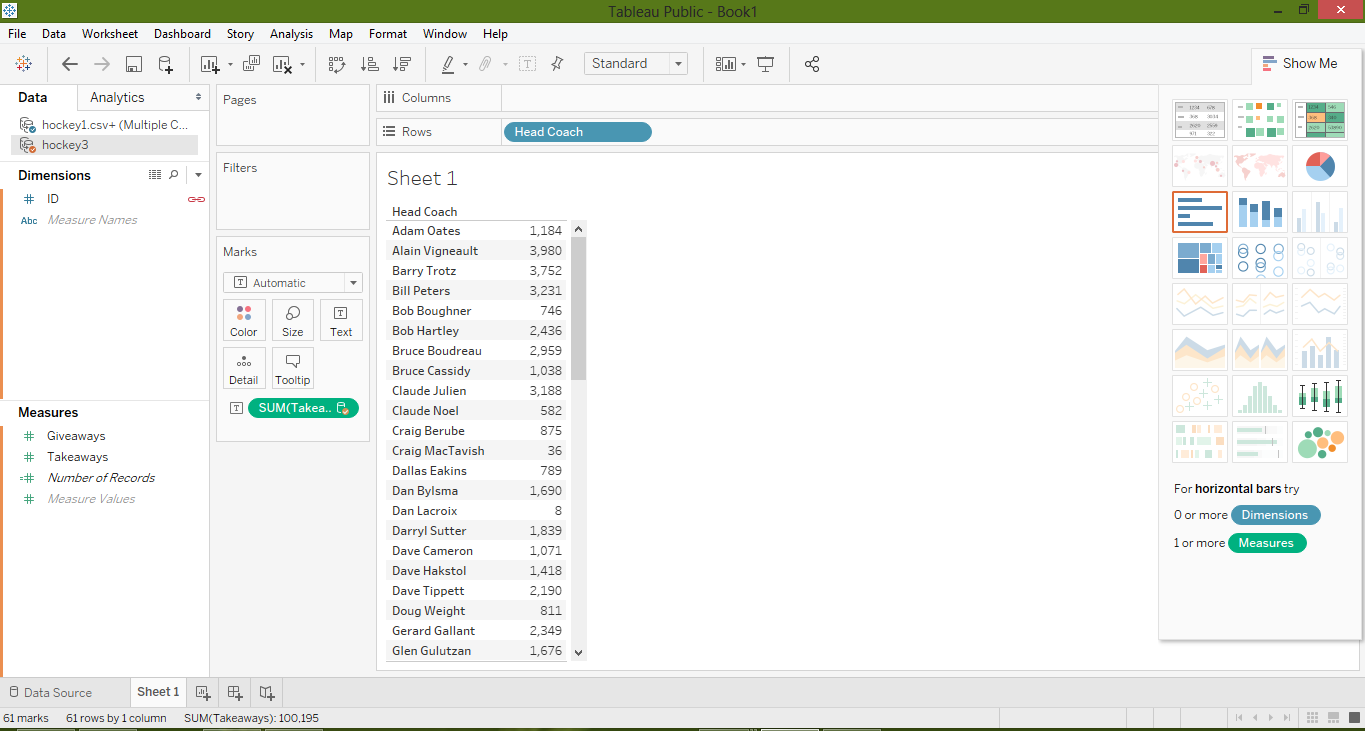 Tableau Public - Book1
File Data Worksheet Dashboard Story Analysis Map Format Window Help
Standard
Show Me
Data Analytics
hockey1.csv+ (Multiple C...
hockey3
Dimensions
# ID
Abc Measure Names
Measures
# Giveaways
# Takeaways
=# Number of Records
# Measure Values
Pages
Filters
Marks
T Automatic
Color Size Text
Detail Tooltip
T SUM(Takea..
Columns
Rows Head Coach
Sheet 1
Head Coach
Adam Oates 1,184
Alain Vigneault 3,980
Barry Trotz 3,752
Bill Peters 3,231
Bob Boughner 746
Bob Hartley 2,436
Bruce Boudreau 2,959
Bruce Cassidy 1,038
Claude Julien 3,188
Claude Noel 582
Craig Berube 875
Craig MacTavish 36
Dallas Eakins 789
Dan Bylsma 1,690
Dan Lacroix 8
Darryl Sutter 1,839
Dave Cameron 1,071
Dave Hakstol 1,418
Dave Tippett 2,190
Doug Weight 811
Gerard Gallant 2,349
Glen Gulutzan 1,676
For horizontal bars try
0 or more Dimensions
1 or more Measures
Data Source Sheet 1
61 marks 61 rows by 1 column SUM(Takeaways): 100,195